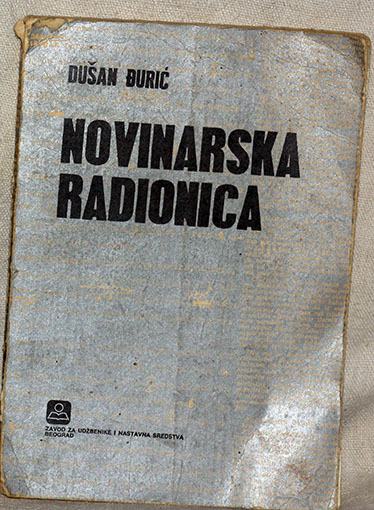 DUŠAN ĐURIĆ
NOVINARSKA
RADIONICA
ZAVOD ZA UDŽBENIKE I NASTAVNA SREDSTVA
BEOGRAD